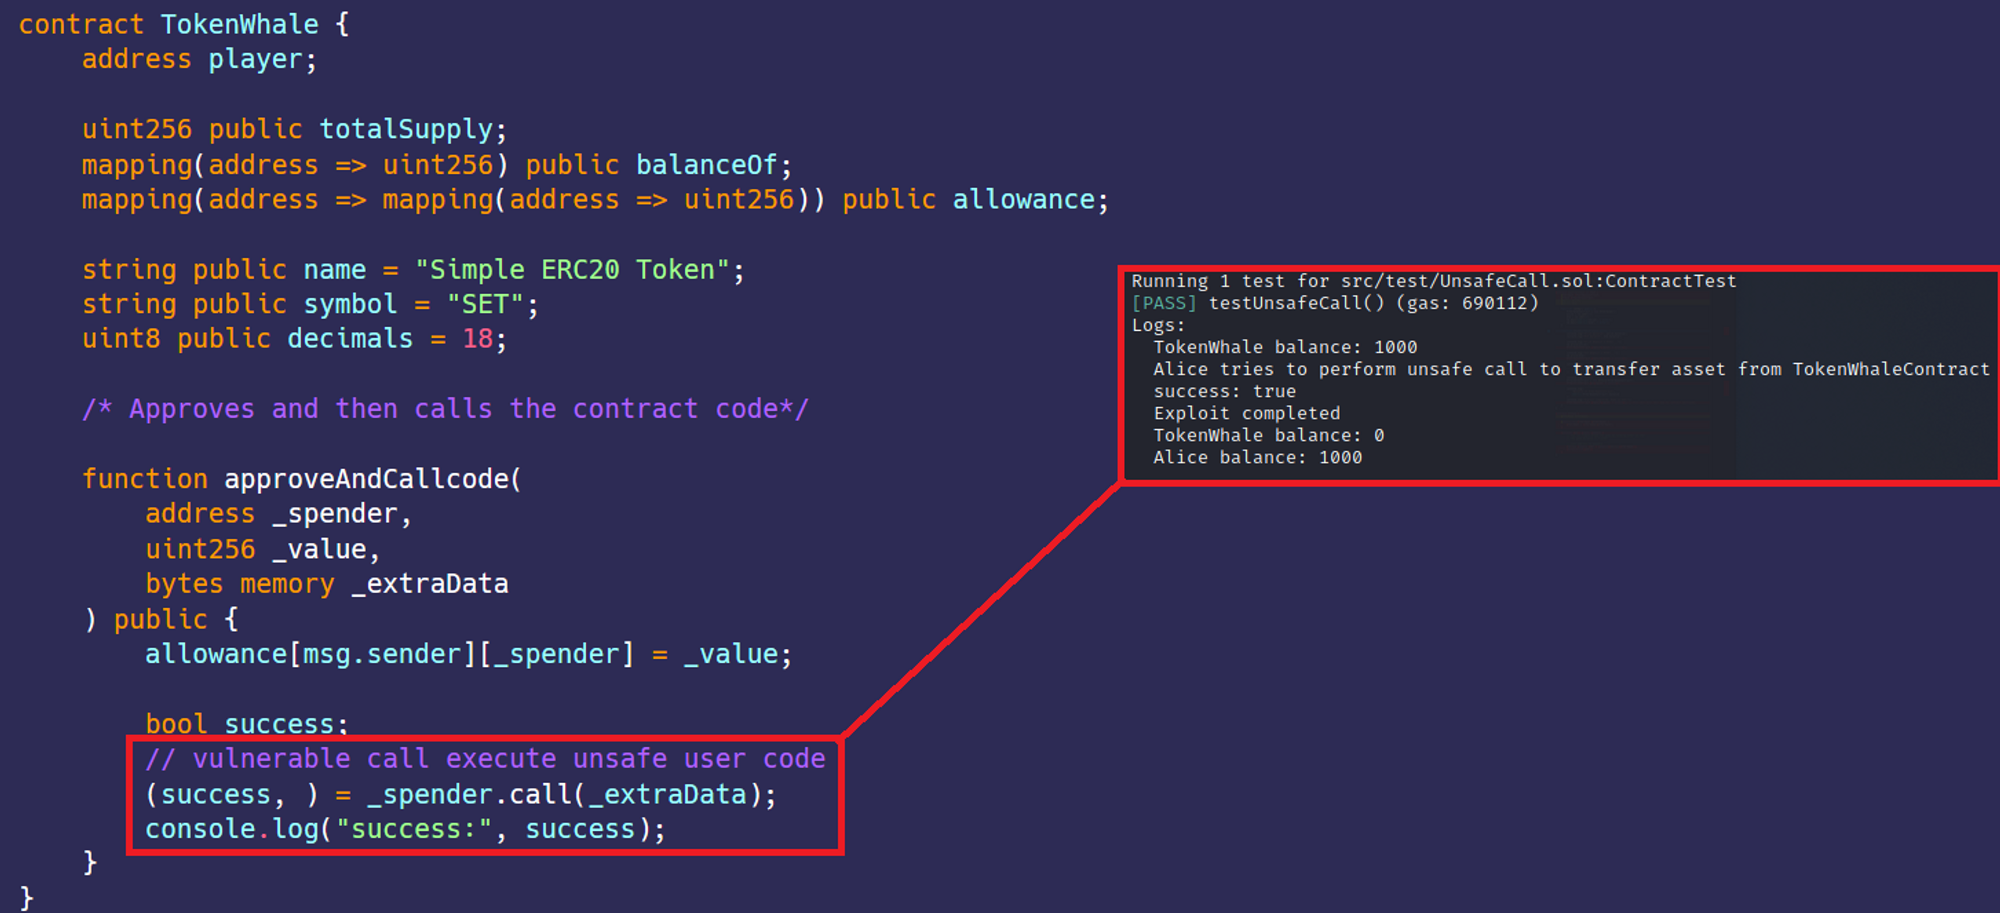 contract TokenWhale {
address player;
uint256 public totalSupply;
mapping(address => uint256) public balanceOf;
mapping(address => mapping(address => uint256)) public allowance;
string public name = "Simple ERC20 Token";
string public symbol = "SET";
uint8 public decimals = 18;
/* Approves and then calls the contract code*/
function approveAndCallcode(
address _spender,
uint256 _value,
bytes memory _extraData
) public {
allowance[msg.sender][_spender] = _value;
bool success;
// vulnerable call execute unsafe user code
(success, ) = _spender.call(_extraData);
console.log("success:", success);
}
}
Running 1 test for src/test/UnsafeCall.sol:ContractTest
[PASS] testUnsafeCall() (gas: 690112)
Logs:
TokenWhale balance: 1000
Alice tries to perform unsafe call to transfer asset from TokenWhaleContract
success: true
Exploit completed
TokenWhale balance: 0
Alice balance: 1000